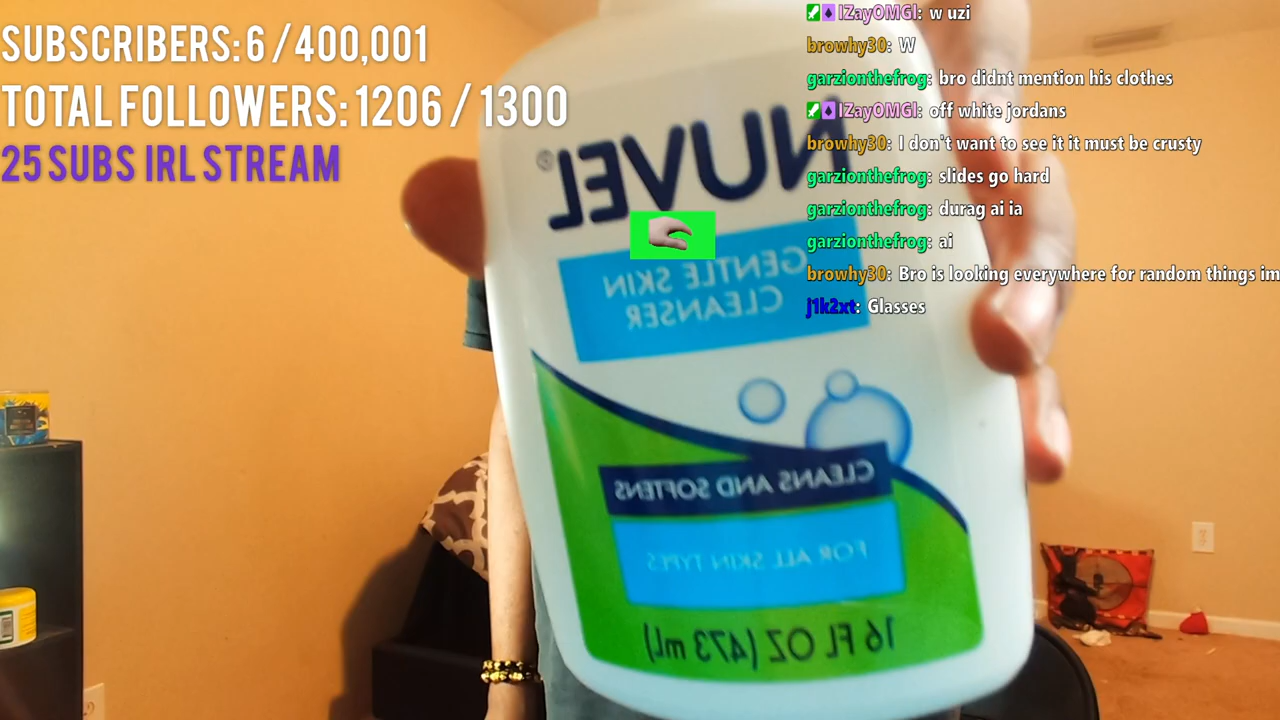 SUBSCRIBERS: 6 / 400,001
TOTAL FOLLOWERS: 1206 / 1300
25 SUBS IRL STREAM
lZayOMGl: w uzi
browhy30: W
garzionthefrog: bro didnt mention his clothes
lZayOMGl: off white jordans
browhy30: I don't want to see it it must be crusty
garzionthefrog: slides go hard
garzionthefrog: durag ai ia
garzionthefrog: ai
browhy30: Bro is looking everywhere for random things im
J1k2xt: Glasses
NUVEL®
GENTLE SKIN
CLEANSER
CLEANS AND SOFTENS
FOR ALL SKIN TYPES
16 FL OZ (473 mL)